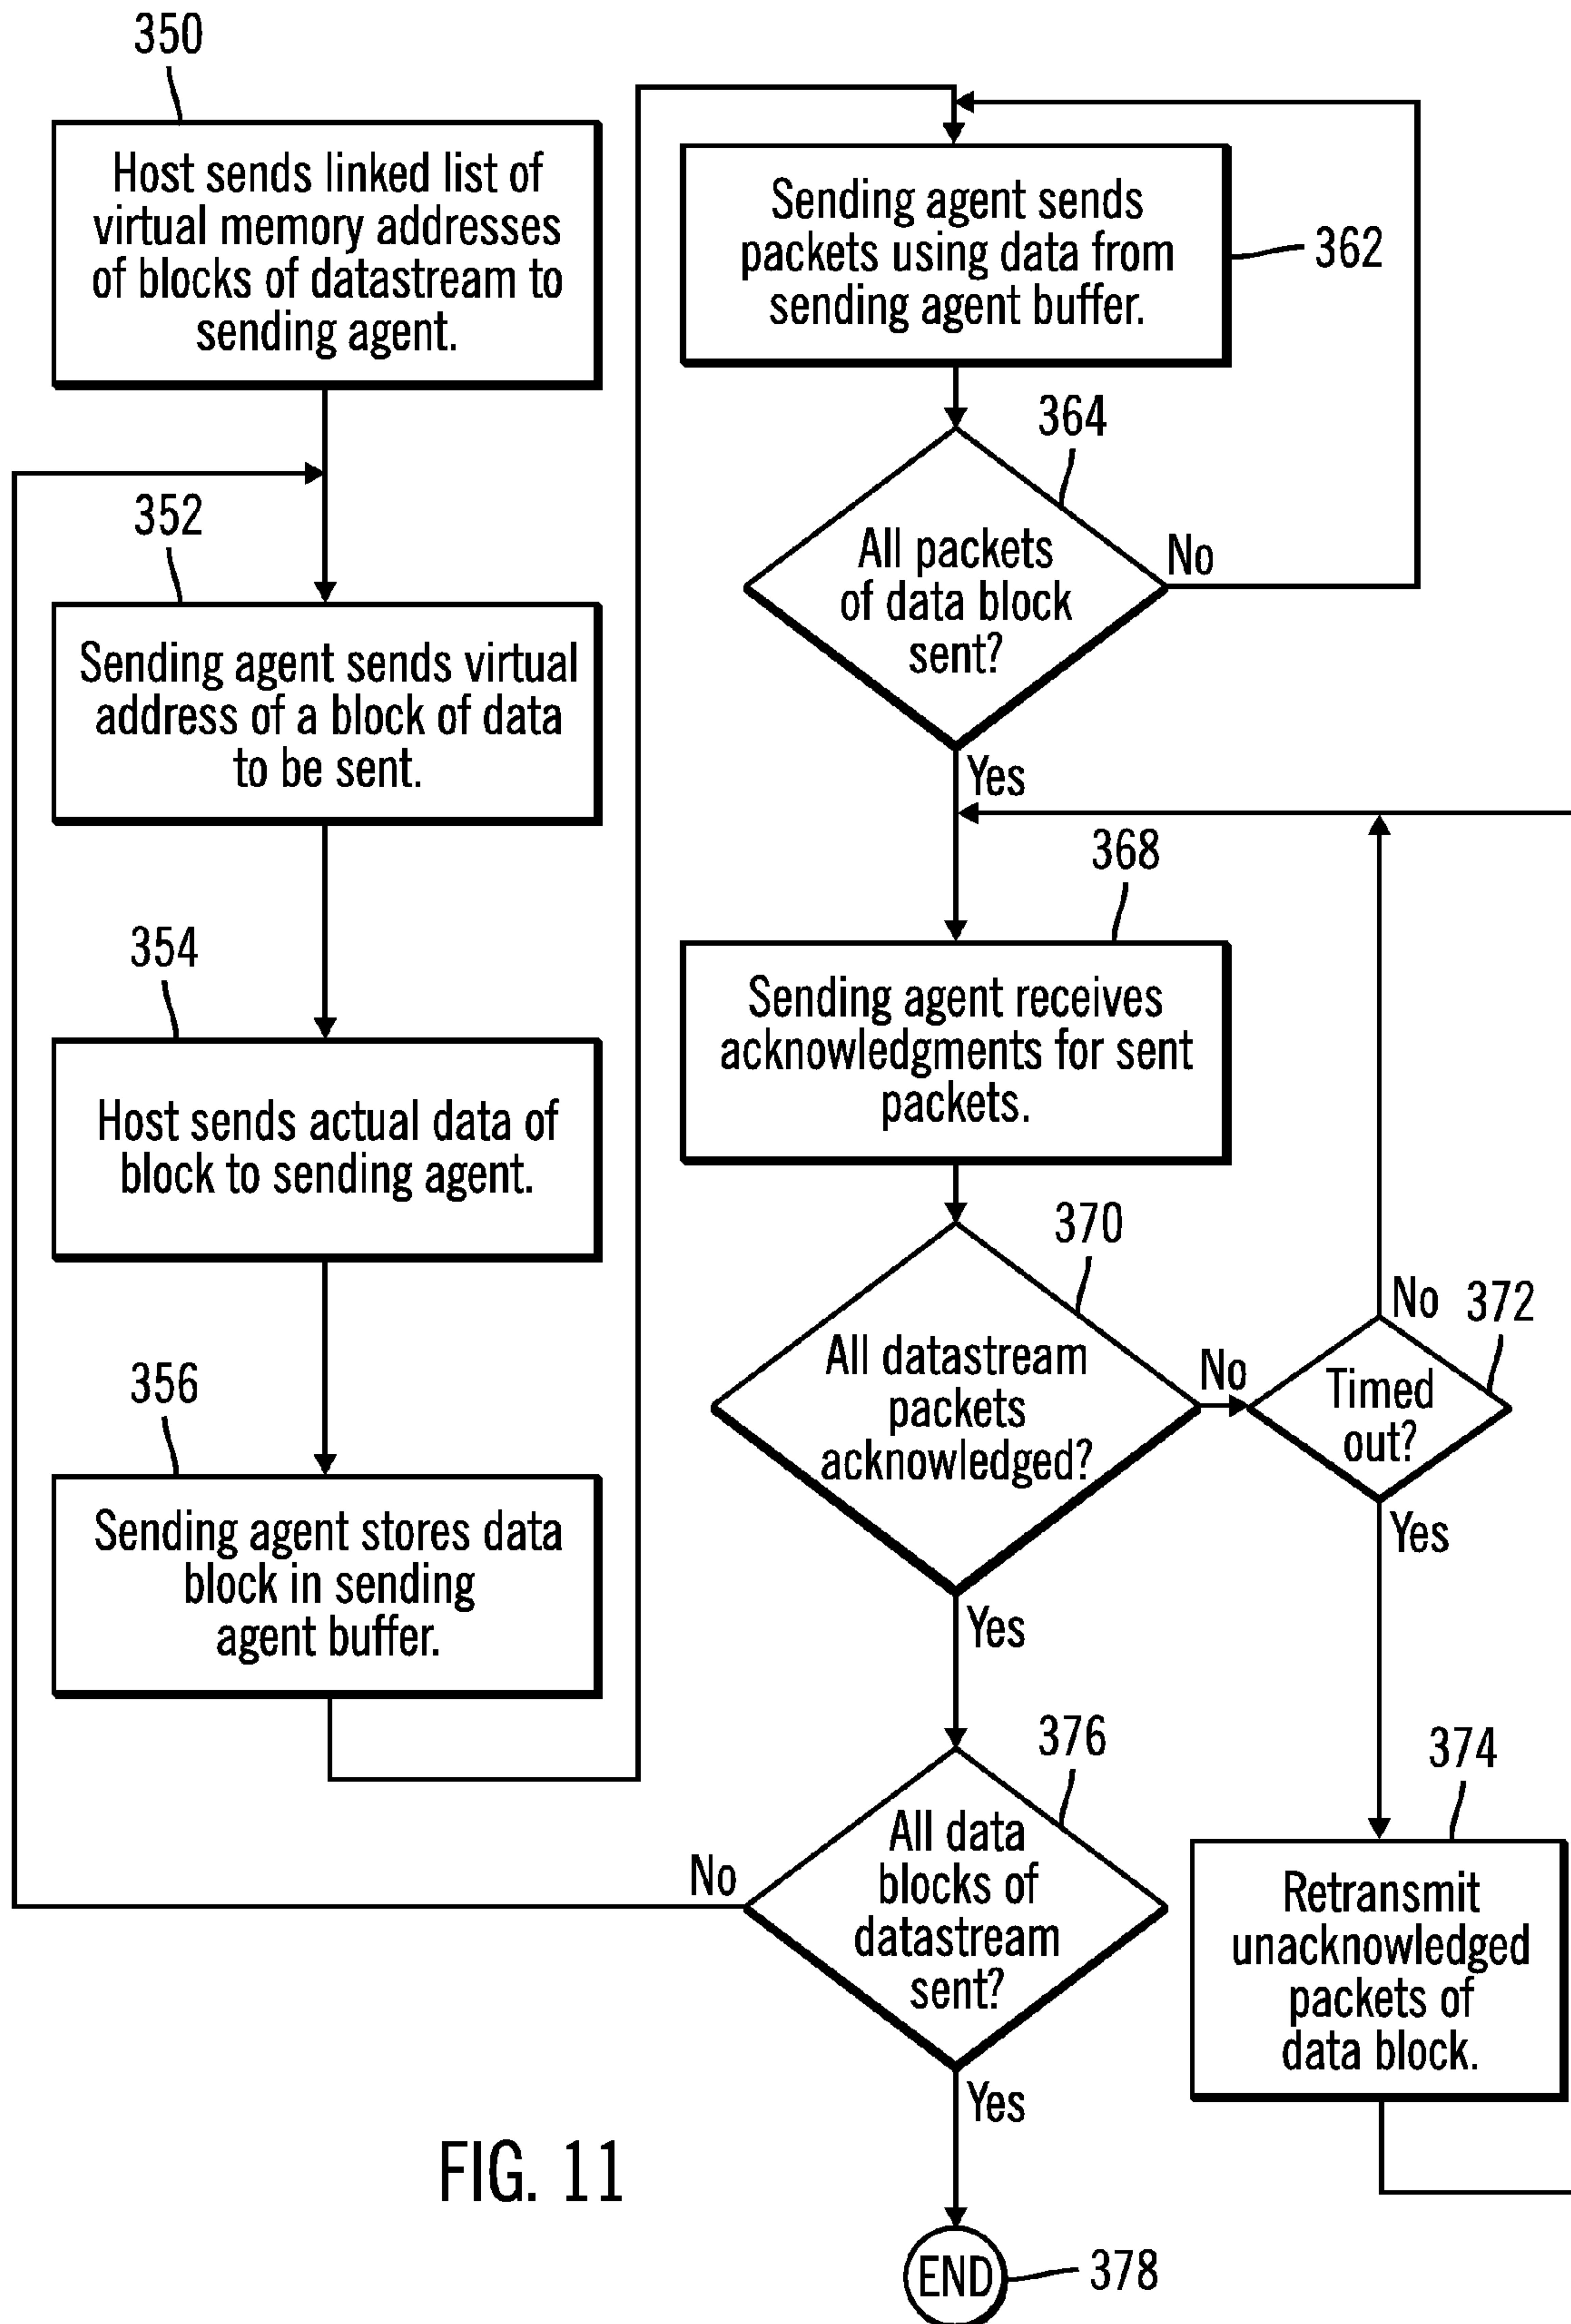 350
Host sends linked list of
virtual memory addresses
of blocks of datastream to
sending agent.
352
Sending agent sends virtual
address of a block of data
to be sent.
354
Host sends actual data of
block to sending agent.
356
Sending agent stores data
block in sending
agent buffer.
Sending agent sends
packets using data from
sending agent buffer.
362
364
All packets
of data block
sent?
No
Yes
368
Sending agent receives
acknowledgments for sent
packets.
370
All datastream
packets
acknowledged?
No
Yes
No
372
Timed
out?
Yes
374
Retransmit
unacknowledged
packets of
data block.
376
All data
blocks of
datastream
sent?
No
Yes
END
378
FIG. 11